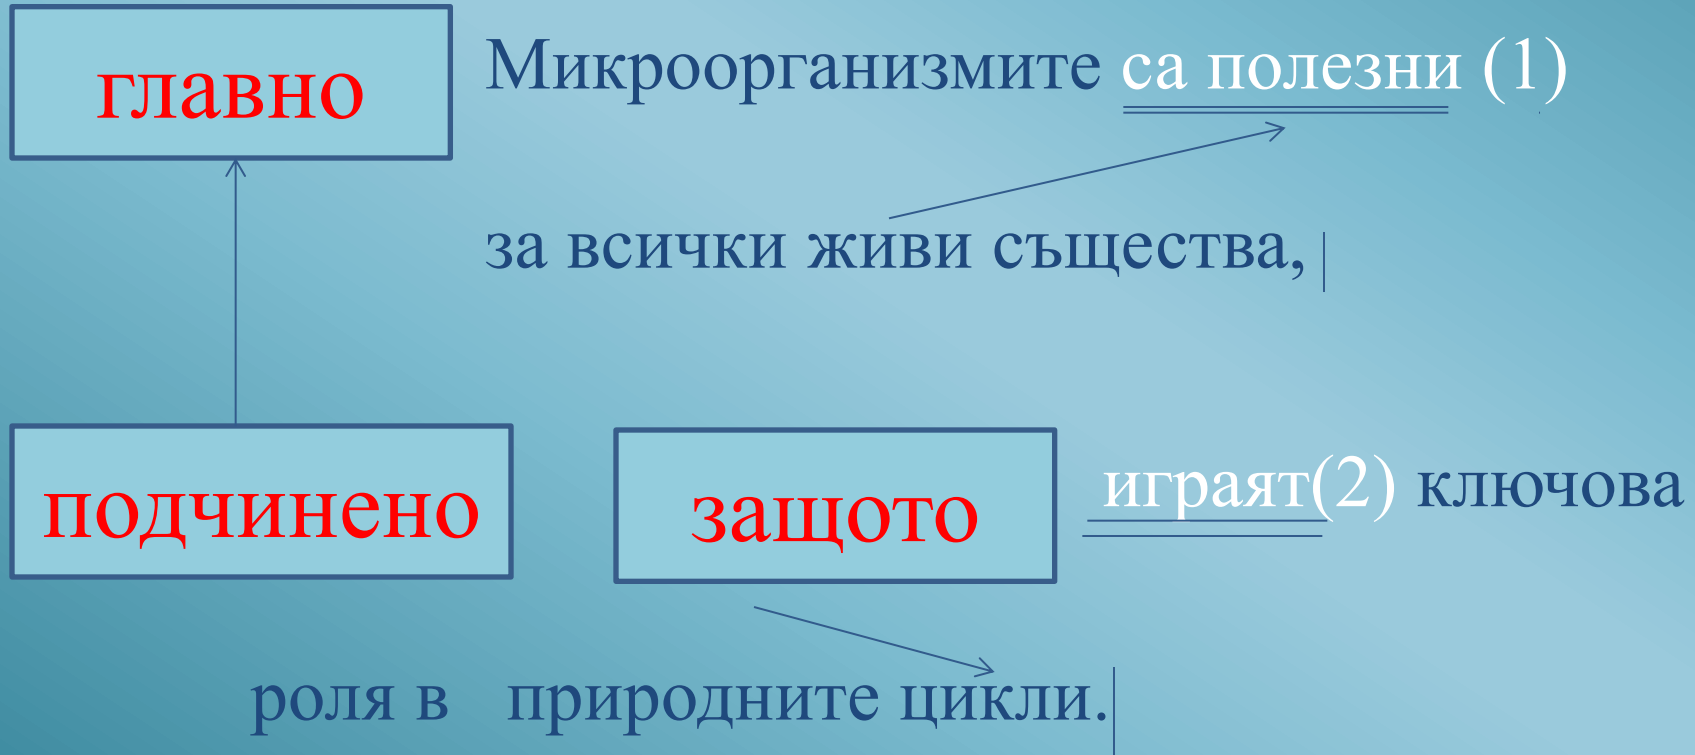 главно Микроорганизмите са полезни (1)
за всички живи същества,
подчинено защото играят(2) ключова
роля в природните цикли.